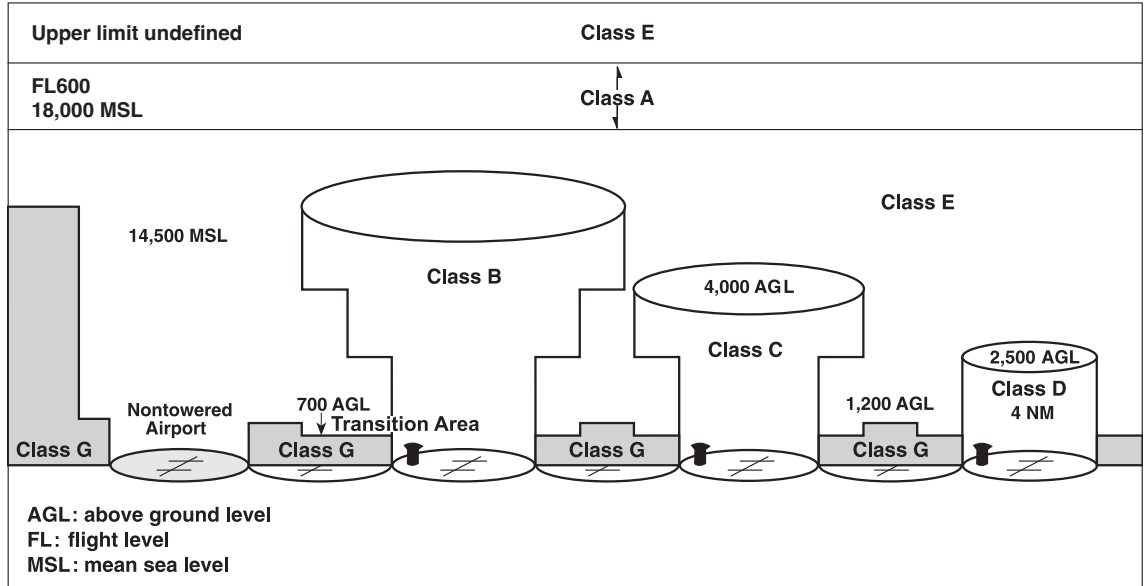 Upper limit undefined
Class E
FL600
18,000 MSL
Class A
Class E
14,500 MSL
Class B
4,000 AGL
Class C
2,500 AGL
Class D
4 NM
Nontowered
Airport
700 AGL
Transition Area
1,200 AGL
Class G
Class G
Class G
Class G
AGL: above ground level
FL: flight level
MSL: mean sea level